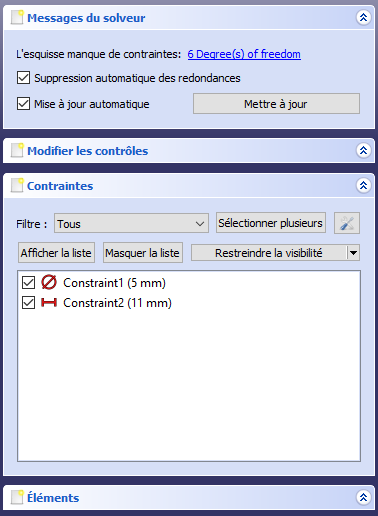 Messages du solveur
L'esquisse manque de contraintes: 6 Degree(s) of freedom
Suppression automatique des redondances
Mise à jour automatique Mettre à jour
Modifier les contrôles
Contraintes
Filtre : Tous Sélectionner plusieurs
Afficher la liste Masquer la liste Restreindre la visibilité
Constraint1 (5 mm)
Constraint2 (11 mm)
Éléments